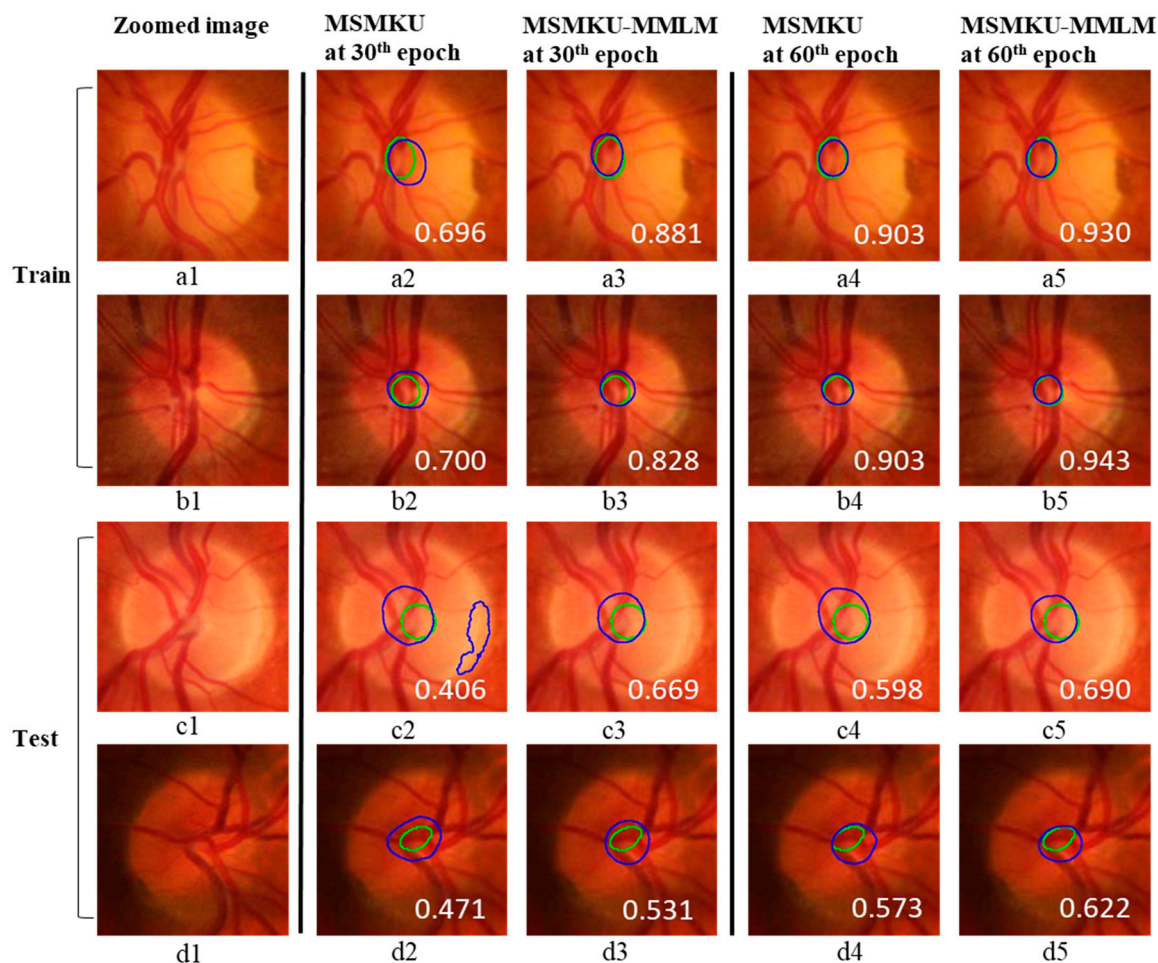 Zoomed image
MSMKU
at 30th epoch
MSMKU-MMLM
at 30th epoch
MSMKU
at 60th epoch
MSMKU-MMLM
at 60th epoch
Train
0.696
0.881
0.903
0.930
a1
a2
a3
a4
a5
0.700
0.828
0.903
0.943
b1
b2
b3
b4
b5
Test
0.406
0.669
0.598
0.690
c1
c2
c3
c4
c5
0.471
0.531
0.573
0.622
d1
d2
d3
d4
d5